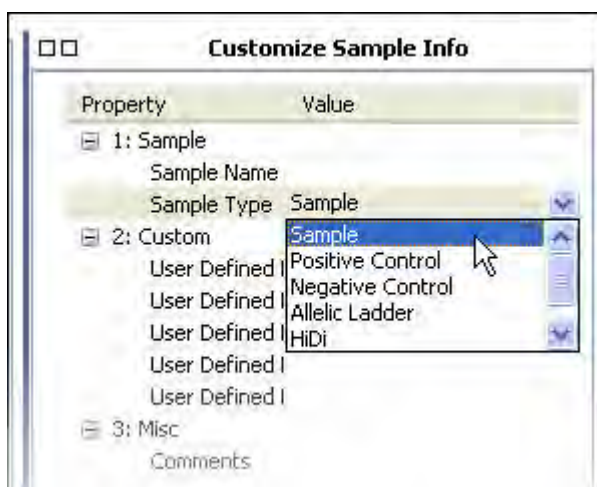 Customize Sample Info
Property Value
1: Sample
Sample Name
Sample Type Sample
2: Custom Sample
User Defined Positive Control
Negative Control
User Defined Allelic Ladder
User Defined HiDi
User Defined
User Defined
3: Misc
Comments